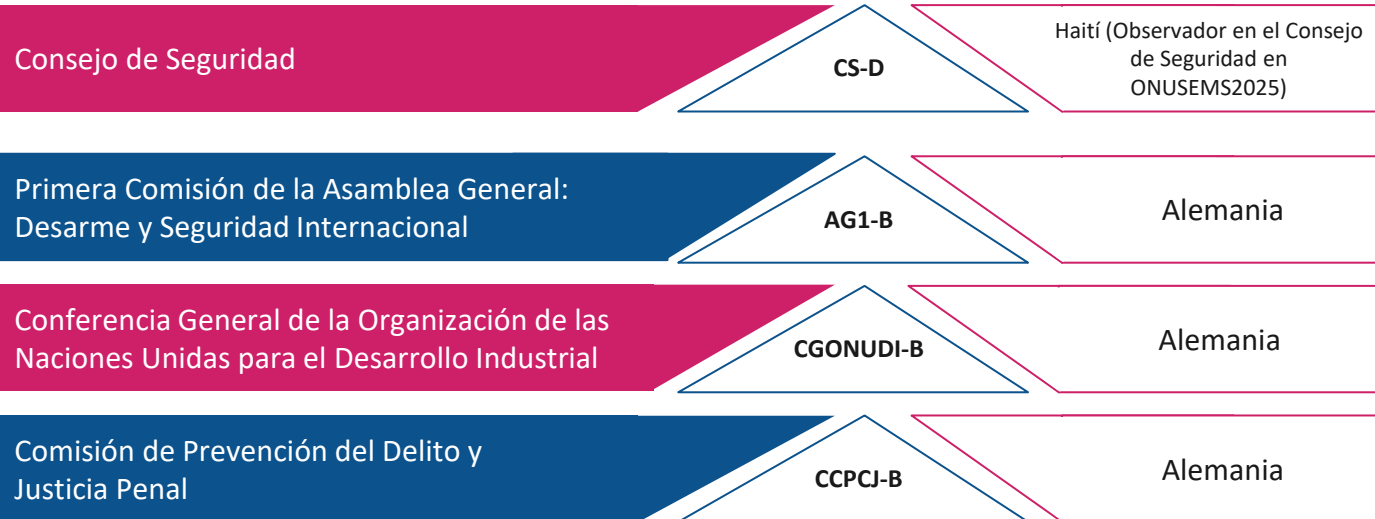 Consejo de Seguridad
CS-D
Haití (Observador en el Consejo
de Seguridad en
ONUSEMS2025)
Primera Comisión de la Asamblea General:
Desarme y Seguridad Internacional
AG1-B
Alemania
Conferencia General de la Organización de las
Naciones Unidas para el Desarrollo Industrial
CGONUDI-B
Alemania
Comisión de Prevención del Delito y
Justicia Penal
CCPCJ-B
Alemania